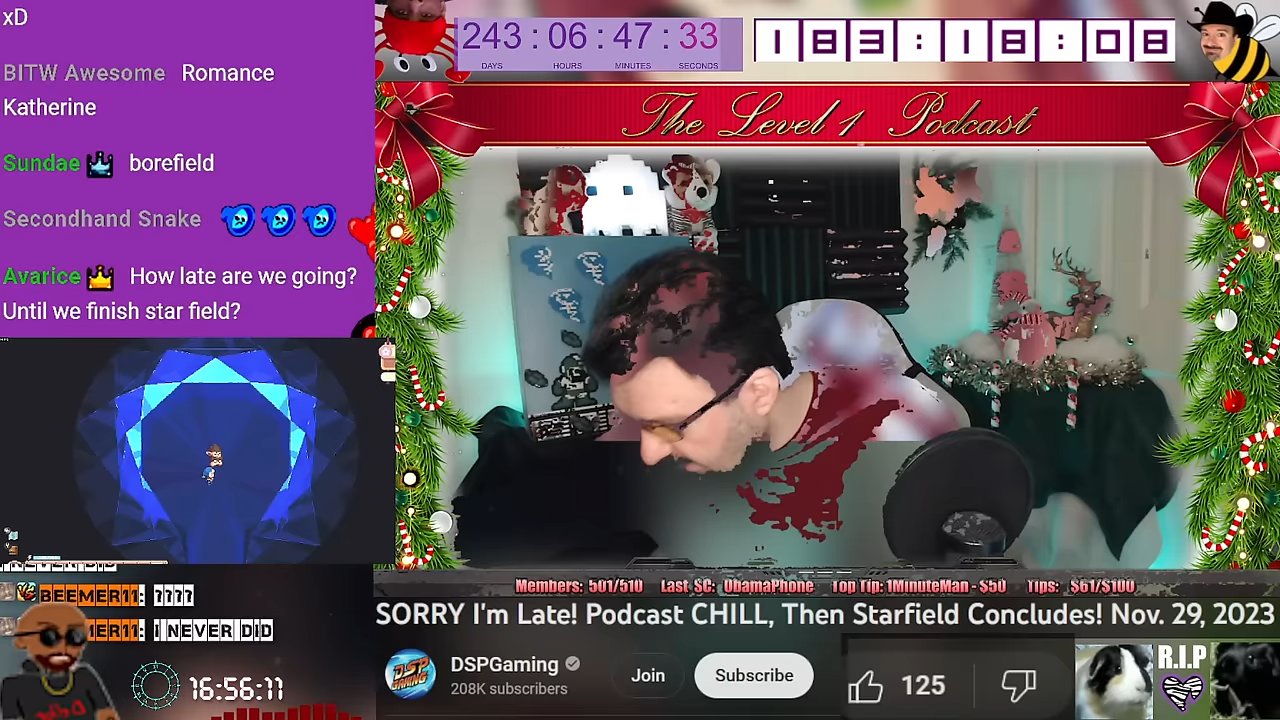 xD
BITW Awesome Romance
Katherine
Sundae borefield
Secondhand Snake
Avarice How late are we going?
Until we finish star field?
243 : 06 : 47 : 33
DAYS HOURS MINUTES SECONDS
183:18:08
The Level 1 Podcast
Members: 501/510 Last SC: ObamaPhone Top Tip: 1MinuteMan - $50 Tips: $61/$100
SORRY I'm Late! Podcast CHILL, Then Starfield Concludes! Nov. 29, 2023
DSP GAMING
DSPGaming
208K subscribers
Join
Subscribe
125
R.I.P
BEEMER11: ????
MER11: I NEVER DID
16:56:11